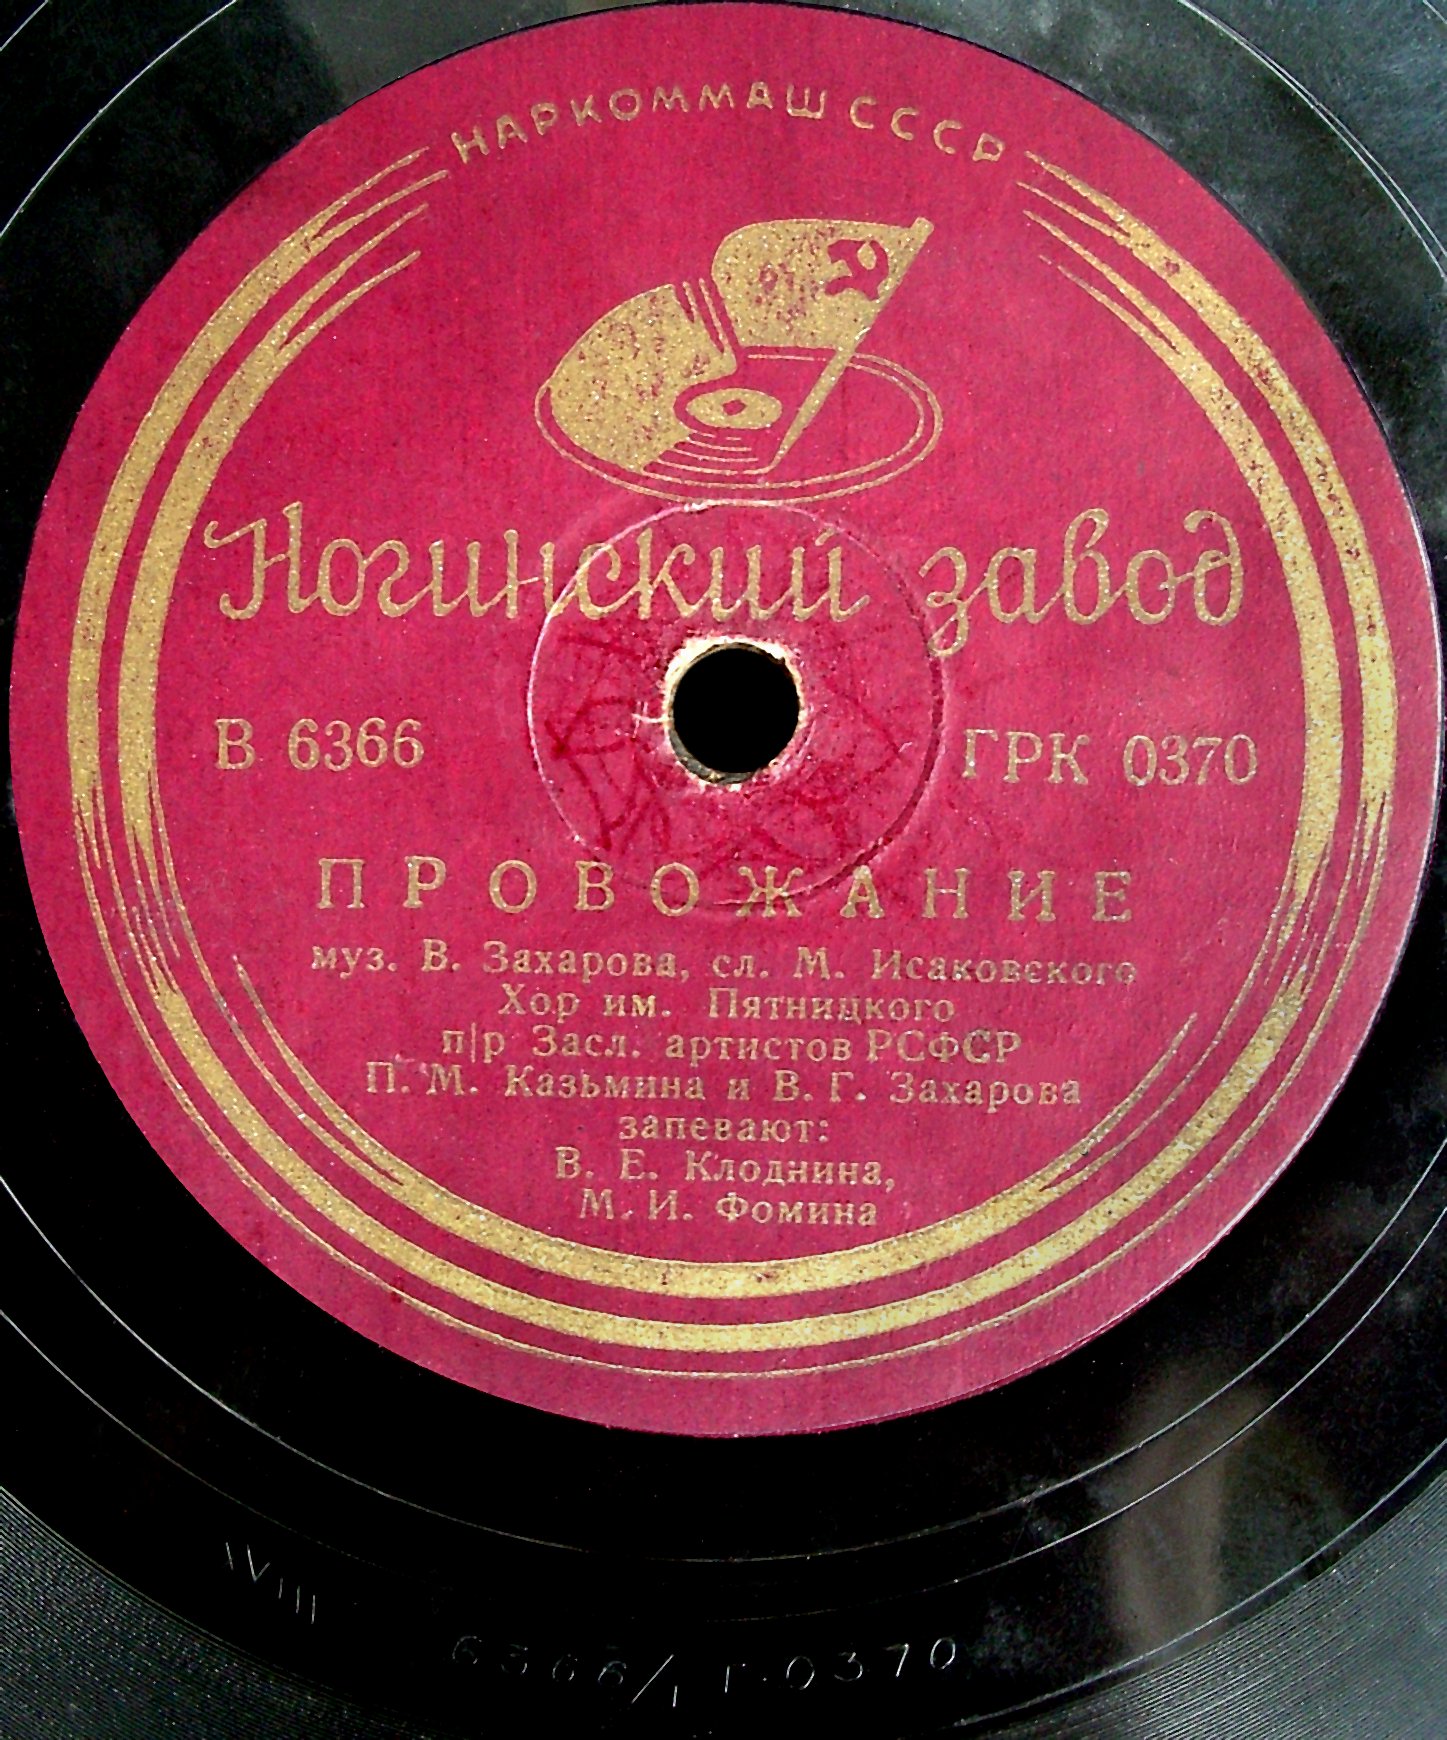 НАРКОММАШ СССР
Ногинский завод
В 6366
ГРК 0370
ПРОВОЖАНИЕ
муз. В. Захарова, сл. М. Исаковского
Хор им. Пятницкого
п/р Засл. артистов РСФСР
П. М. Казьмина и В. Г. Захарова
запевают:
В. Е. Клоднина,
М. И. Фомина
6366/1 Г.0370